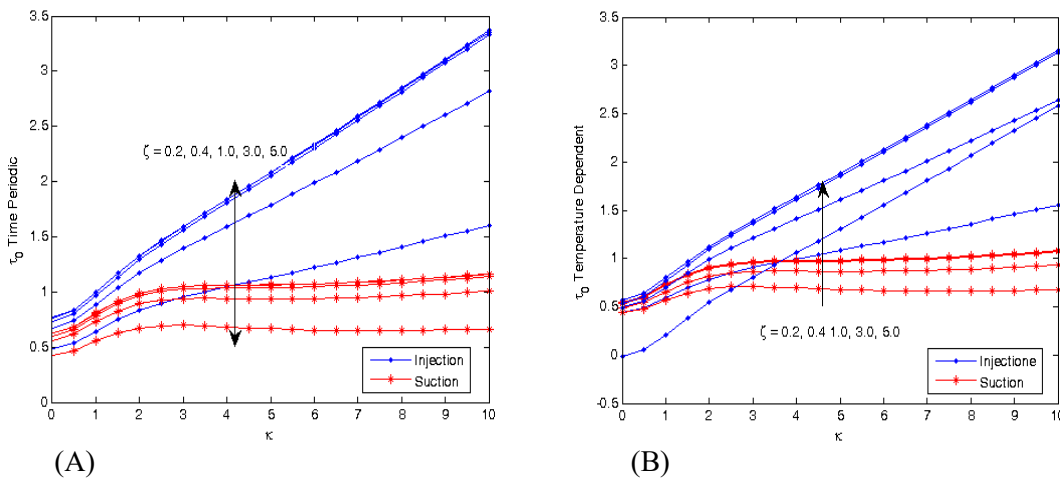 3.5
3
2.5
2
1.5
1
0.5
0
τ₀ Time Periodic
ζ = 0.2, 0.4, 1.0, 3.0, 5.0
Injection
Suction
0 1 2 3 4 5 6 7 8 9 10
κ
(A)
3.5
3
2.5
2
1.5
1
0.5
0
-0.5
τ₀ Temperature Dependent
ζ = 0.2, 0.4 1.0, 3.0, 5.0
Injectione
Suction
0 1 2 3 4 5 6 7 8 9 10
κ
(B)